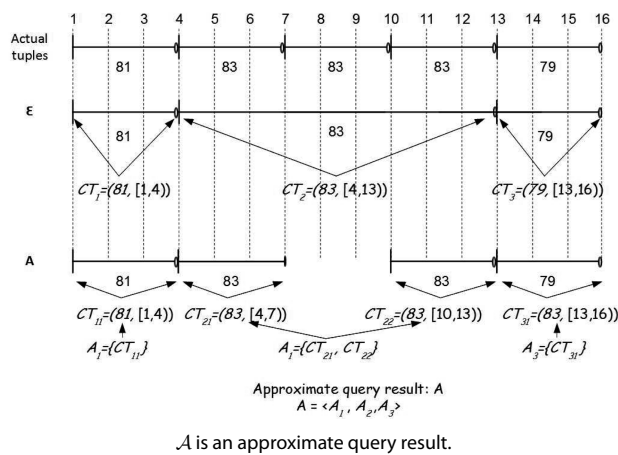 1 2 3 4 5 6 7 8 9 10 11 12 13 14 15 16
Actual
tuples
81 83 83 83 79
Ɛ
81 83 79
CT₁=(81, [1,4)) CT₂=(83, [4,13)) CT₃=(79, [13,16))
A
81 83 83 79
CT₁₁=(81, [1,4)) CT₂₁=(83, [4,7)) CT₂₂=(83, [10,13)) CT₃₁=(83, [13,16))
A₁={CT₁₁} A₁={CT₂₁, CT₂₂} A₃={CT₃₁}
Approximate query result: A
A = <A₁, A₂,A₃>
𝒜 is an approximate query result.